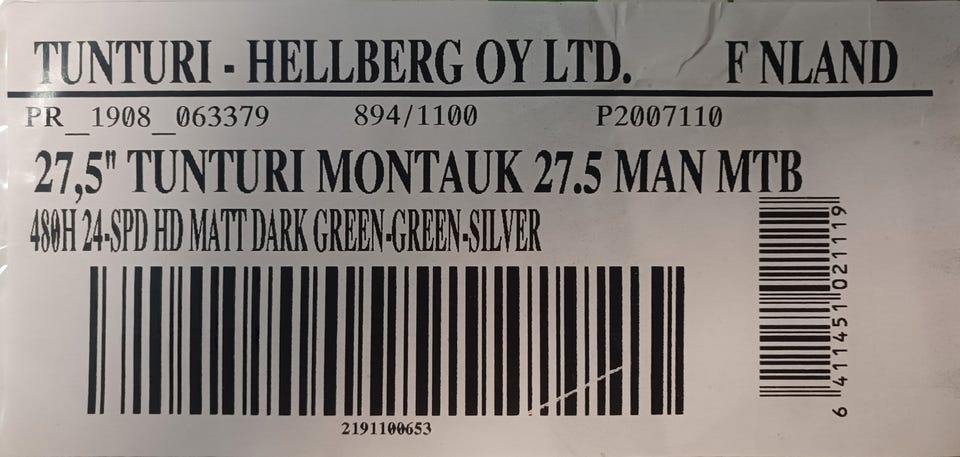 TUNTURI - HELLBERG OY LTD. F NLAND
PR_1908_063379 894/1100 P2007110
27,5" TUNTURI MONTAUK 27.5 MAN MTB
480H 24-SPD HD MATT DARK GREEN-GREEN-SILVER
2191100653
6 411451 021119